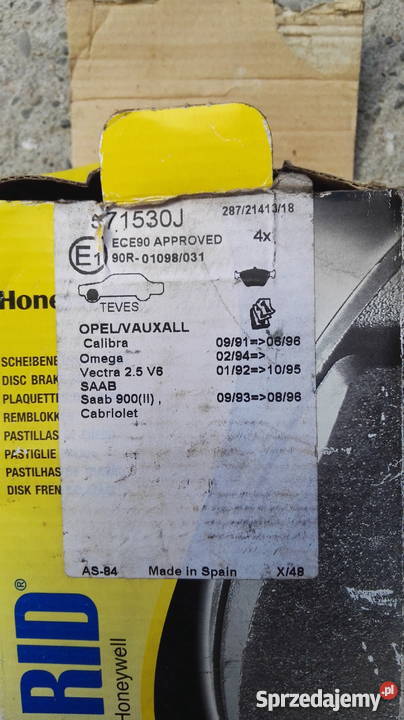 571530J 287/21413/18
ECE90 APPROVED 4x
E1 90R-01098/031
TEVES
OPEL/VAUXALL
Calibra 09/91=>06/96
Omega 02/94=>
Vectra 2.5 V6 01/92=>10/95
SAAB
Saab 900(II) , 09/93=>08/96
Cabriolet
AS-84 Made in Spain X/4B
Hone
SCHEIBENB
DISC BRAK
PLAQUETT
REMBLOKK
PASTILLAS
PASTIGLIE
PASTILHAS
DISK FREN
RID®
Honeywell
Sprzedajemy.pl